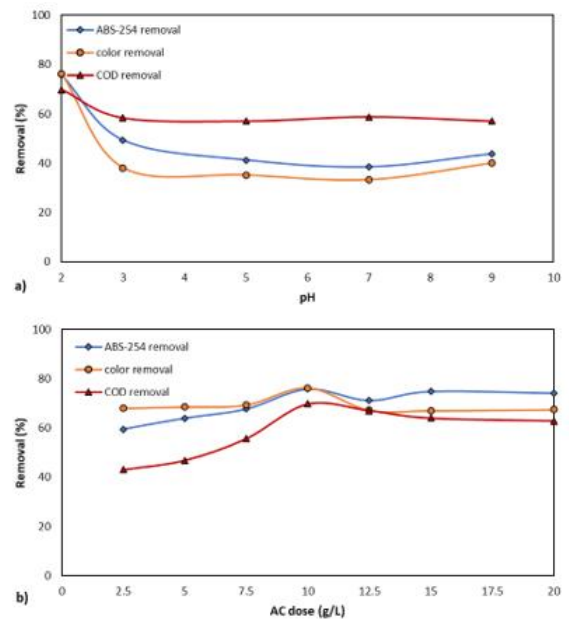 100
80
60
40
20
0
Removal (%)
ABS-254 removal
color removal
COD removal
2 3 4 5 6 7 8 9 10
pH
a)
100
80
60
40
20
0
Removal (%)
ABS-254 removal
color removal
COD removal
0 2.5 5 7.5 10 12.5 15 17.5 20
AC dose (g/L)
b)